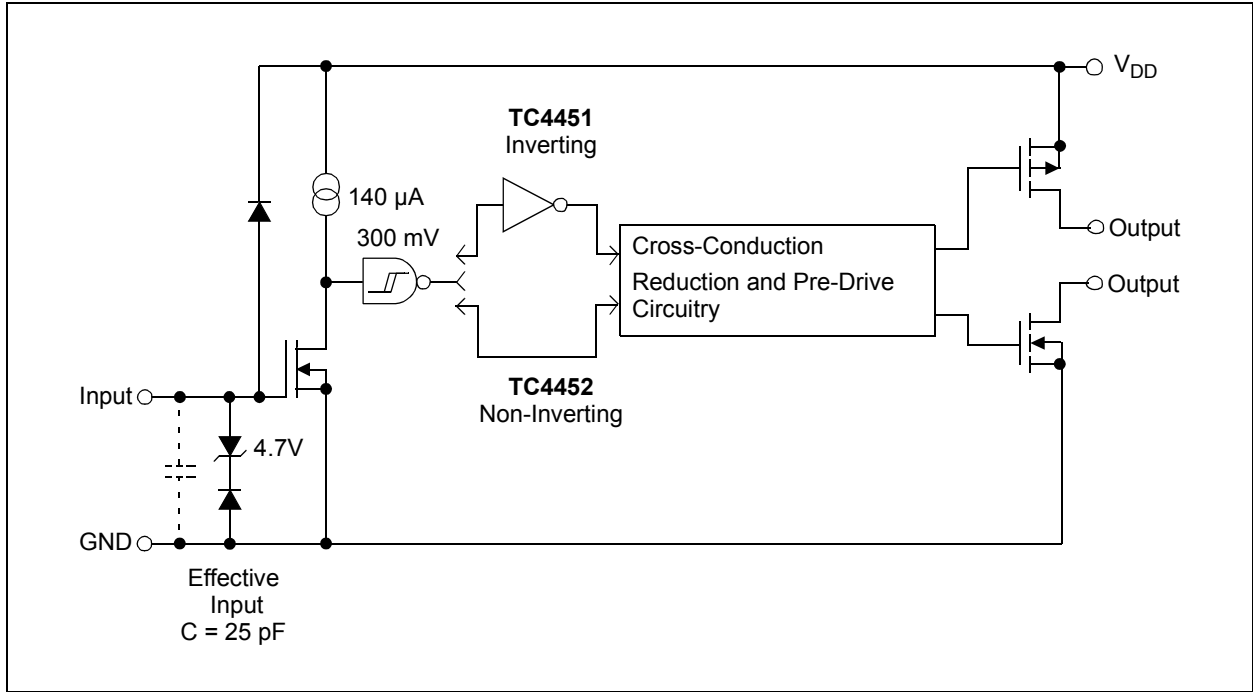 V_DD
TC4451
Inverting
140 µA
300 mV
Cross-Conduction
Reduction and Pre-Drive
Circuitry
Output
Output
Input
TC4452
Non-Inverting
4.7V
GND
Effective
Input
C = 25 pF